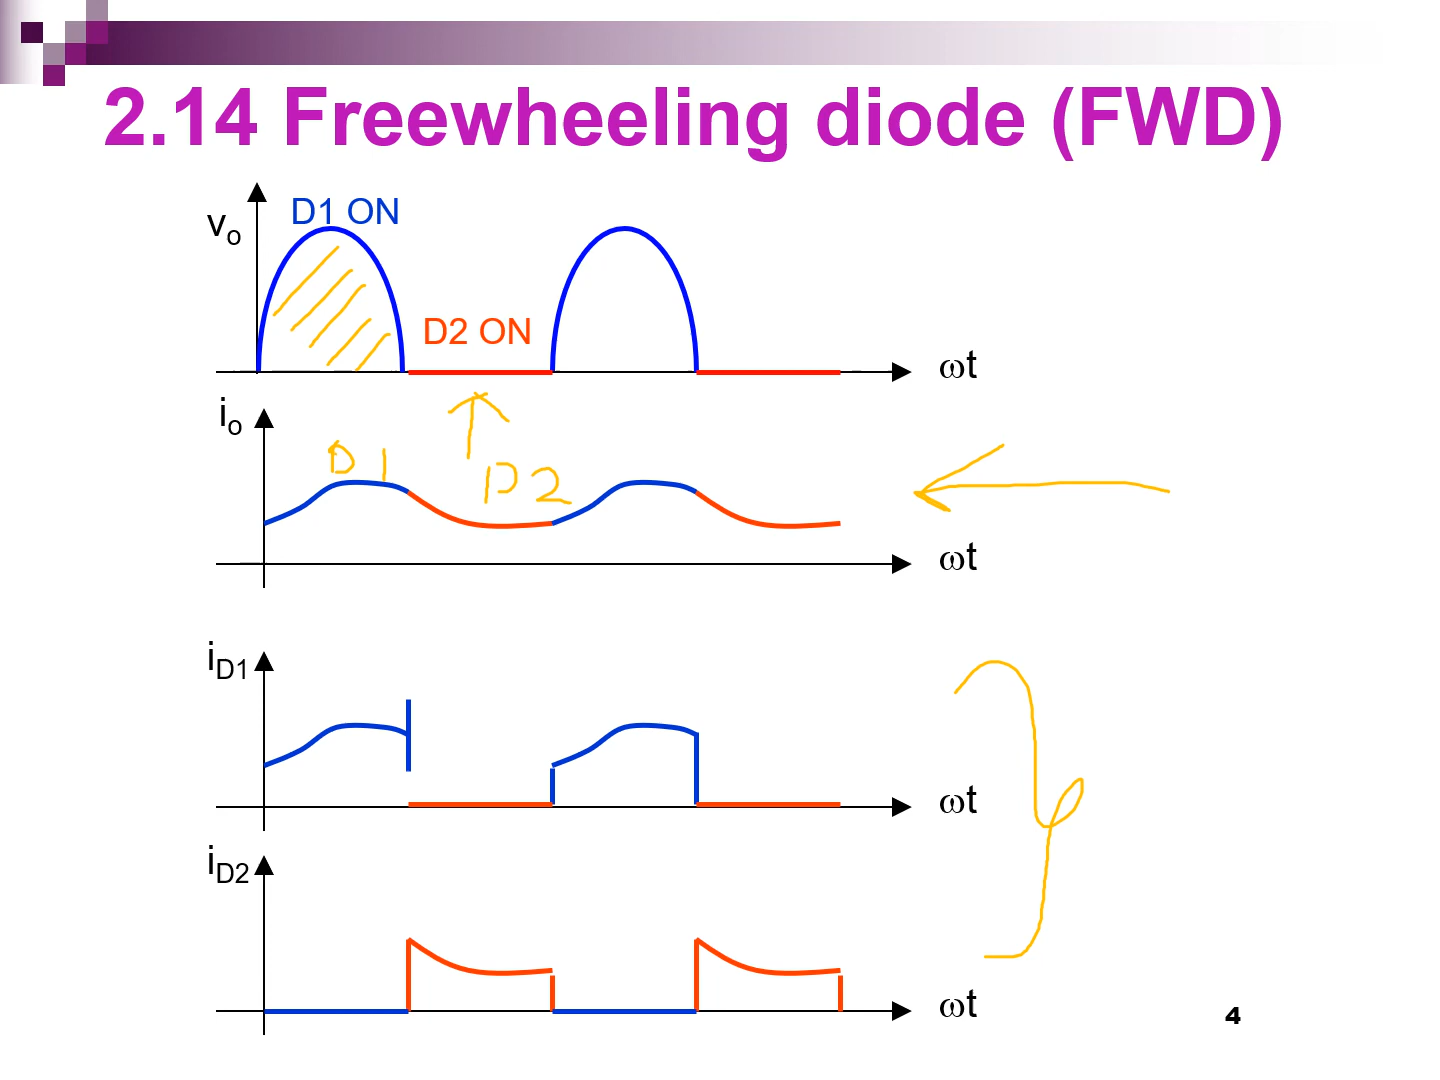 2.14 Freewheeling diode (FWD)
vo
D1 ON
D2 ON
ωt
io
D1
D2
ωt
iD1
ωt
iD2
ωt
4